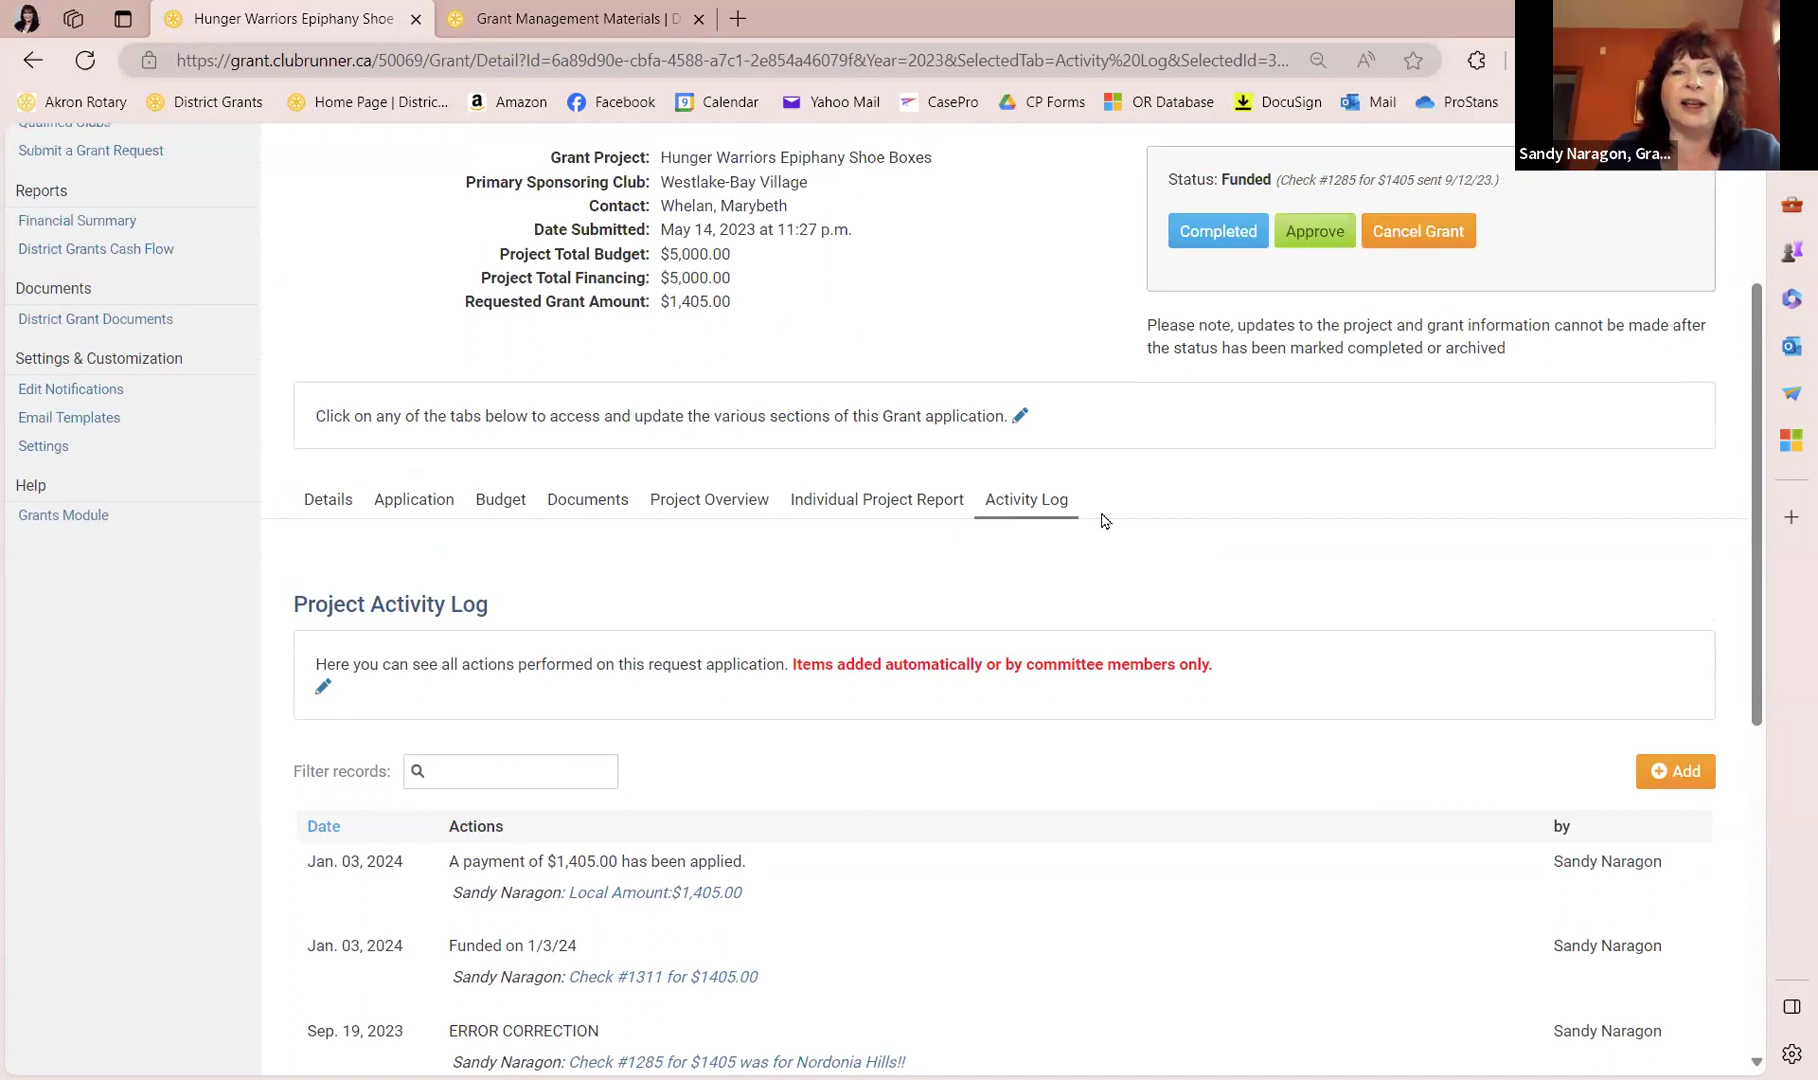 Hunger Warriors Epiphany Shoe
Grant Management Materials | D
https://grant.clubrunner.ca/50069/Grant/Detail?Id=6a89d90e-cbfa-4588-a7c1-2e854a46079f&Year=2023&SelectedTab=Activity%20Log&SelectedId=3...
Akron Rotary
District Grants
Home Page | Distric...
Amazon
Facebook
Calendar
Yahoo Mail
CasePro
CP Forms
OR Database
DocuSign
Mail
ProStans
Sandy Naragon, Gra...
Qualified Clubs
Submit a Grant Request
Reports
Financial Summary
District Grants Cash Flow
Documents
District Grant Documents
Settings & Customization
Edit Notifications
Email Templates
Settings
Help
Grants Module
Grant Project: Hunger Warriors Epiphany Shoe Boxes
Primary Sponsoring Club: Westlake-Bay Village
Contact: Whelan, Marybeth
Date Submitted: May 14, 2023 at 11:27 p.m.
Project Total Budget: $5,000.00
Project Total Financing: $5,000.00
Requested Grant Amount: $1,405.00
Status: Funded (Check #1285 for $1405 sent 9/12/23.)
Completed
Approve
Cancel Grant
Please note, updates to the project and grant information cannot be made after
the status has been marked completed or archived
Click on any of the tabs below to access and update the various sections of this Grant application.
Details Application Budget Documents Project Overview Individual Project Report Activity Log
Project Activity Log
Here you can see all actions performed on this request application. Items added automatically or by committee members only.
Filter records:
Add
Date Actions by
Jan. 03, 2024 A payment of $1,405.00 has been applied. Sandy Naragon
Sandy Naragon: Local Amount:$1,405.00
Jan. 03, 2024 Funded on 1/3/24 Sandy Naragon
Sandy Naragon: Check #1311 for $1405.00
Sep. 19, 2023 ERROR CORRECTION Sandy Naragon
Sandy Naragon: Check #1285 for $1405 was for Nordonia Hills!!